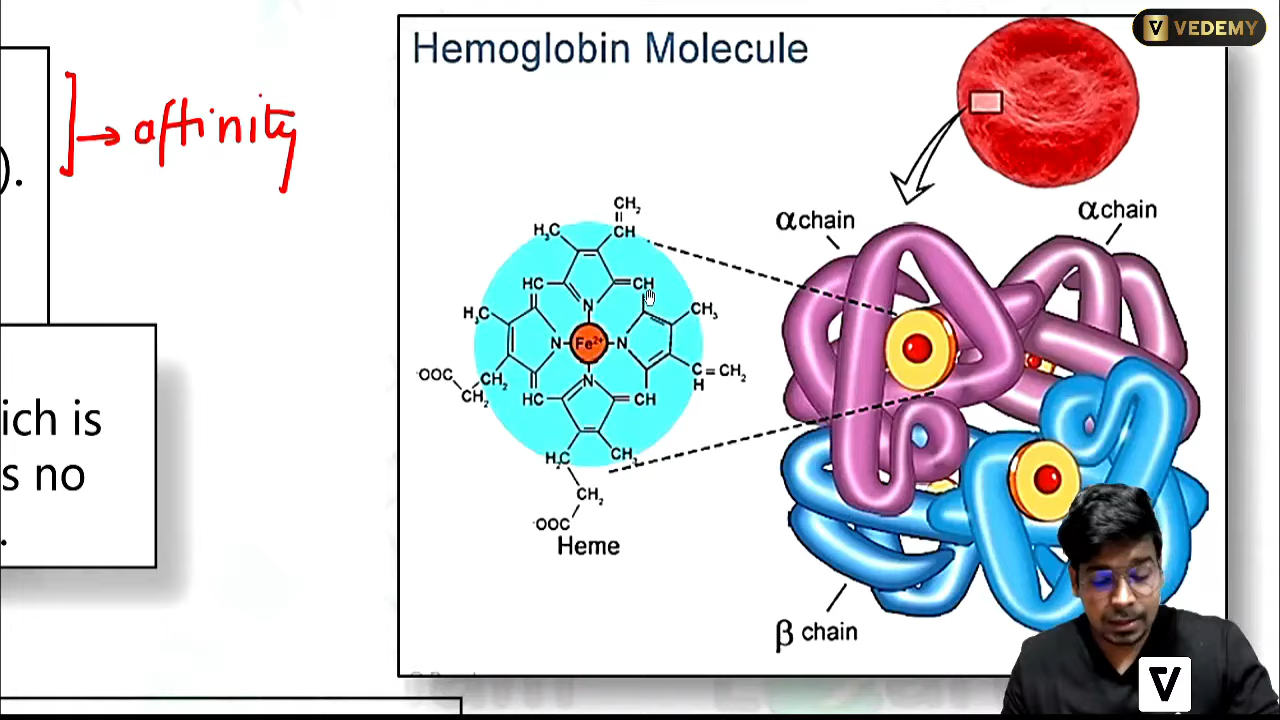 VEDEMY
Hemoglobin Molecule
→ affinity
).
ich is
s no
.
α chain
α chain
β chain
CH₂
||
CH
H₃C
HC
CH
N
H₃C
CH₃
N
Fe²⁺
N
⁻OOC
CH₂
CH₂
N
C=CH₂
H
HC
CH
H₂C
CH₃
CH₂
⁻OOC
Heme